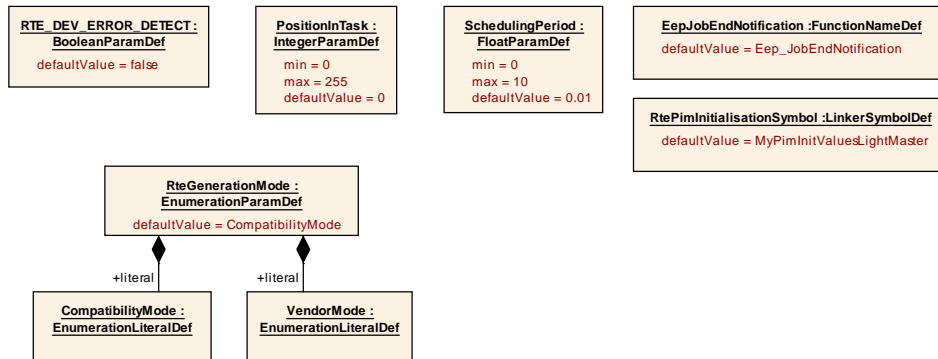 RTE_DEV_ERROR_DETECT :
BooleanParamDef
defaultValue = false
PositionInTask :
IntegerParamDef
min = 0
max = 255
defaultValue = 0
SchedulingPeriod :
FloatParamDef
min = 0
max = 10
defaultValue = 0.01
EepJobEndNotification :FunctionNameDef
defaultValue = Eep_JobEndNotification
RtePimInitialisationSymbol :LinkerSymbolDef
defaultValue = MyPimInitValuesLightMaster
RteGenerationMode :
EnumerationParamDef
defaultValue = CompatibilityMode
+literal
+literal
CompatibilityMode :
EnumerationLiteralDef
VendorMode :
EnumerationLiteralDef